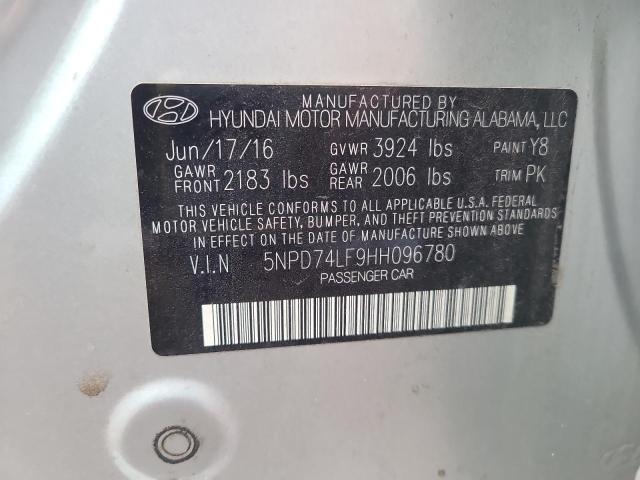 MANUFACTURED BY
HYUNDAI MOTOR MANUFACTURING ALABAMA, LLC
Jun/17/16 GVWR 3924 lbs PAINT Y8
GAWR FRONT 2183 lbs GAWR REAR 2006 lbs TRIM PK
THIS VEHICLE CONFORMS TO ALL APPLICABLE U.S.A. FEDERAL
MOTOR VEHICLE SAFETY, BUMPER, AND THEFT PREVENTION STANDARDS
IN EFFECT ON THE DATE OF MANUFACTURE SHOWN ABOVE.
V.I.N 5NPD74LF9HH096780
PASSENGER CAR